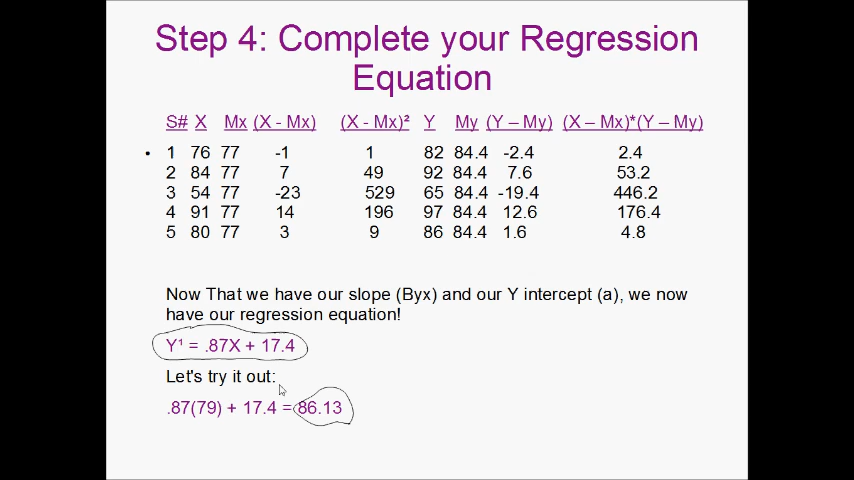 Step 4: Complete your Regression
Equation
S# X Mx (X - Mx) (X - Mx)² Y My (Y – My) (X – Mx)*(Y – My)
• 1 76 77 -1 1 82 84.4 -2.4 2.4
2 84 77 7 49 92 84.4 7.6 53.2
3 54 77 -23 529 65 84.4 -19.4 446.2
4 91 77 14 196 97 84.4 12.6 176.4
5 80 77 3 9 86 84.4 1.6 4.8
Now That we have our slope (Byx) and our Y intercept (a), we now
have our regression equation!
Y¹ = .87X + 17.4
Let's try it out:
.87(79) + 17.4 = 86.13